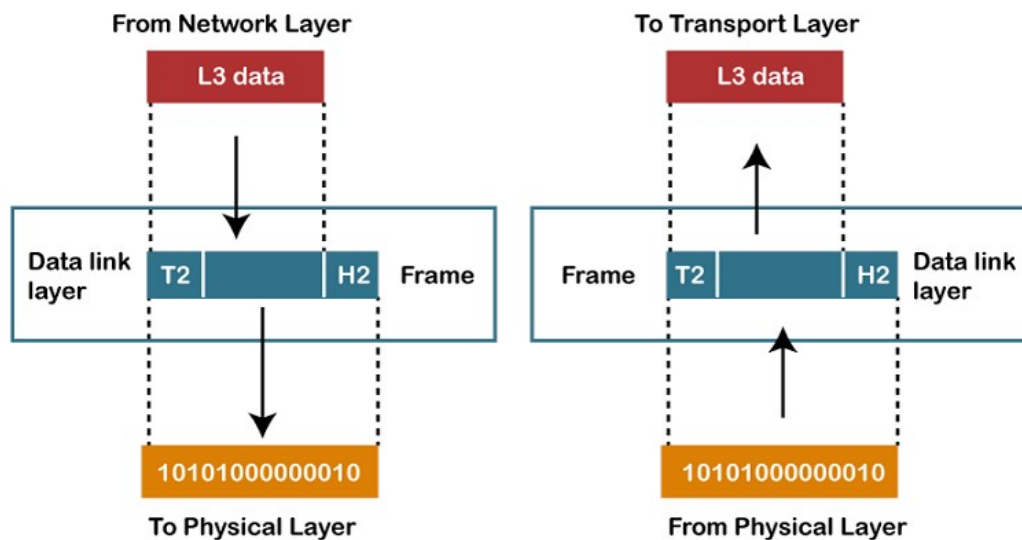 From Network Layer
L3 data
Data link
layer
T2
H2
Frame
10101000000010
To Physical Layer
To Transport Layer
L3 data
Frame
T2
H2
Data link
layer
10101000000010
From Physical Layer